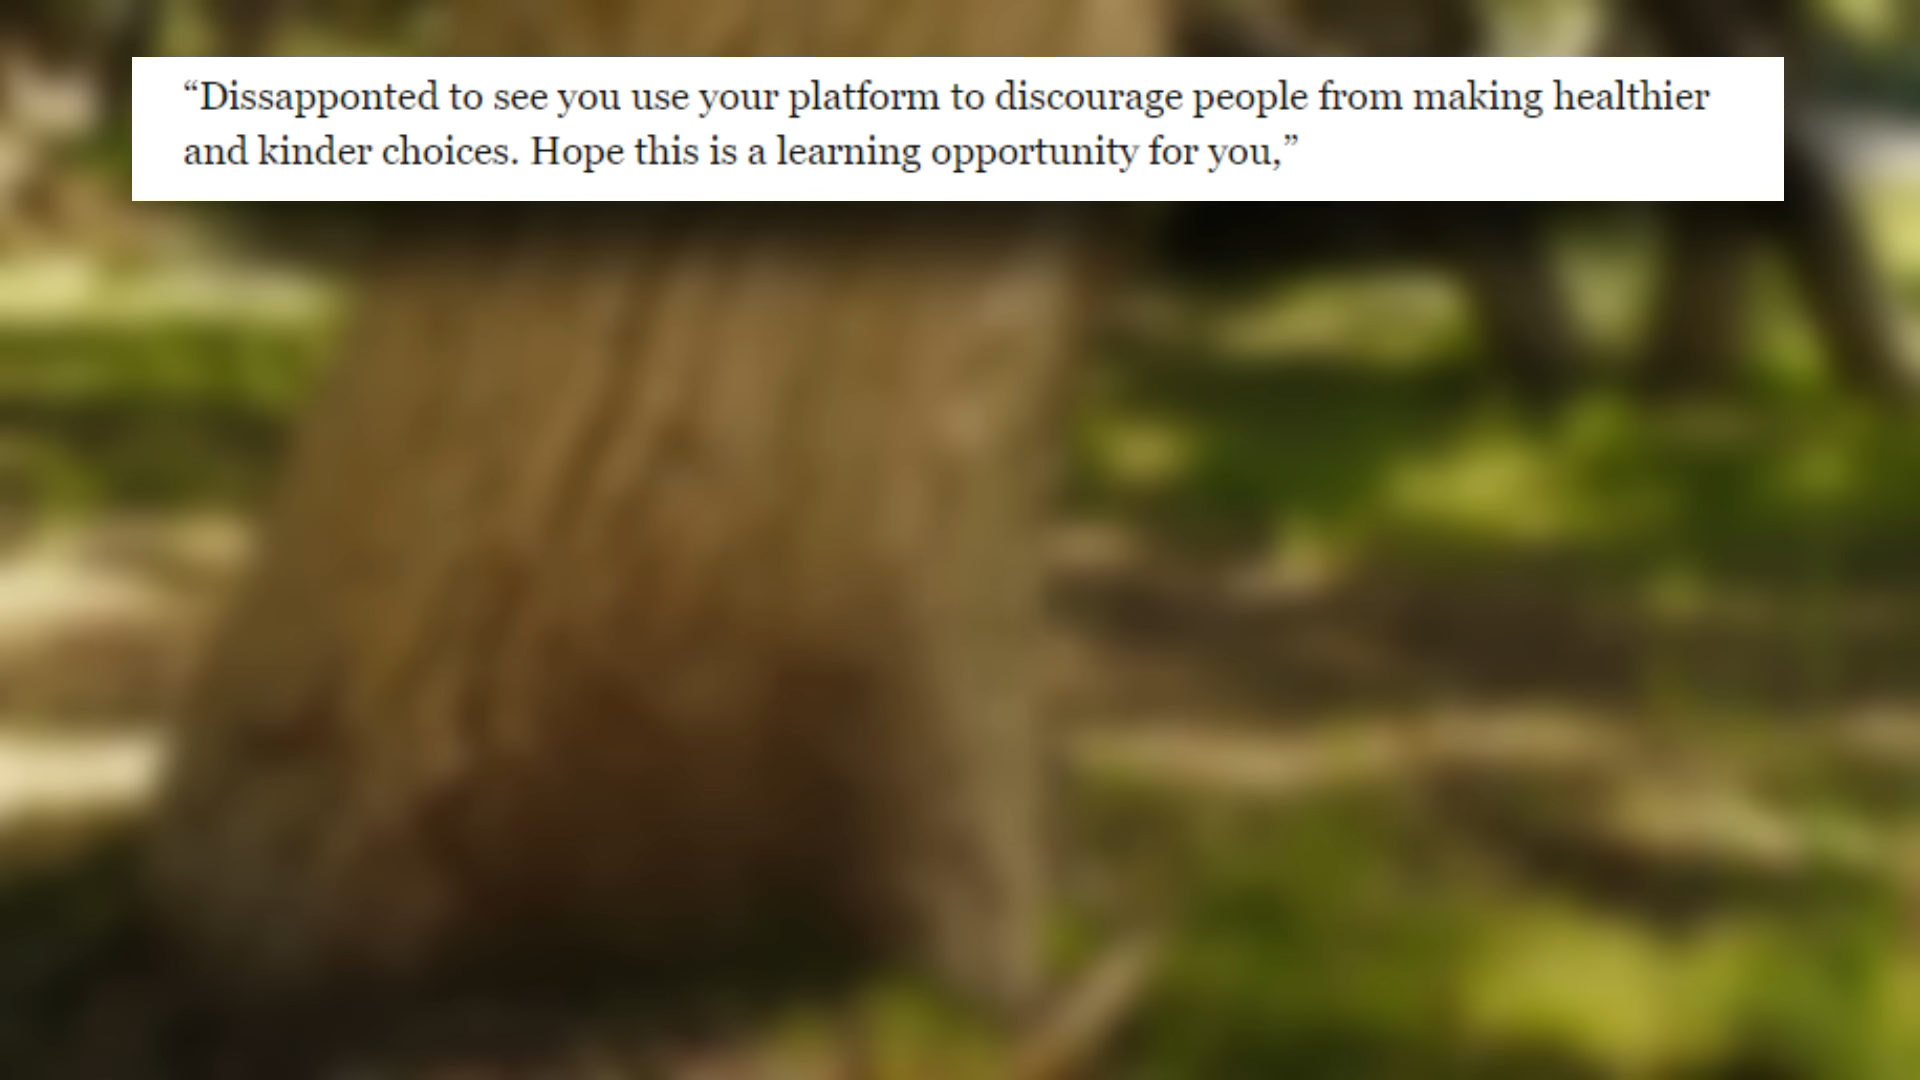 “Dissapponted to see you use your platform to discourage people from making healthier
and kinder choices. Hope this is a learning opportunity for you,”